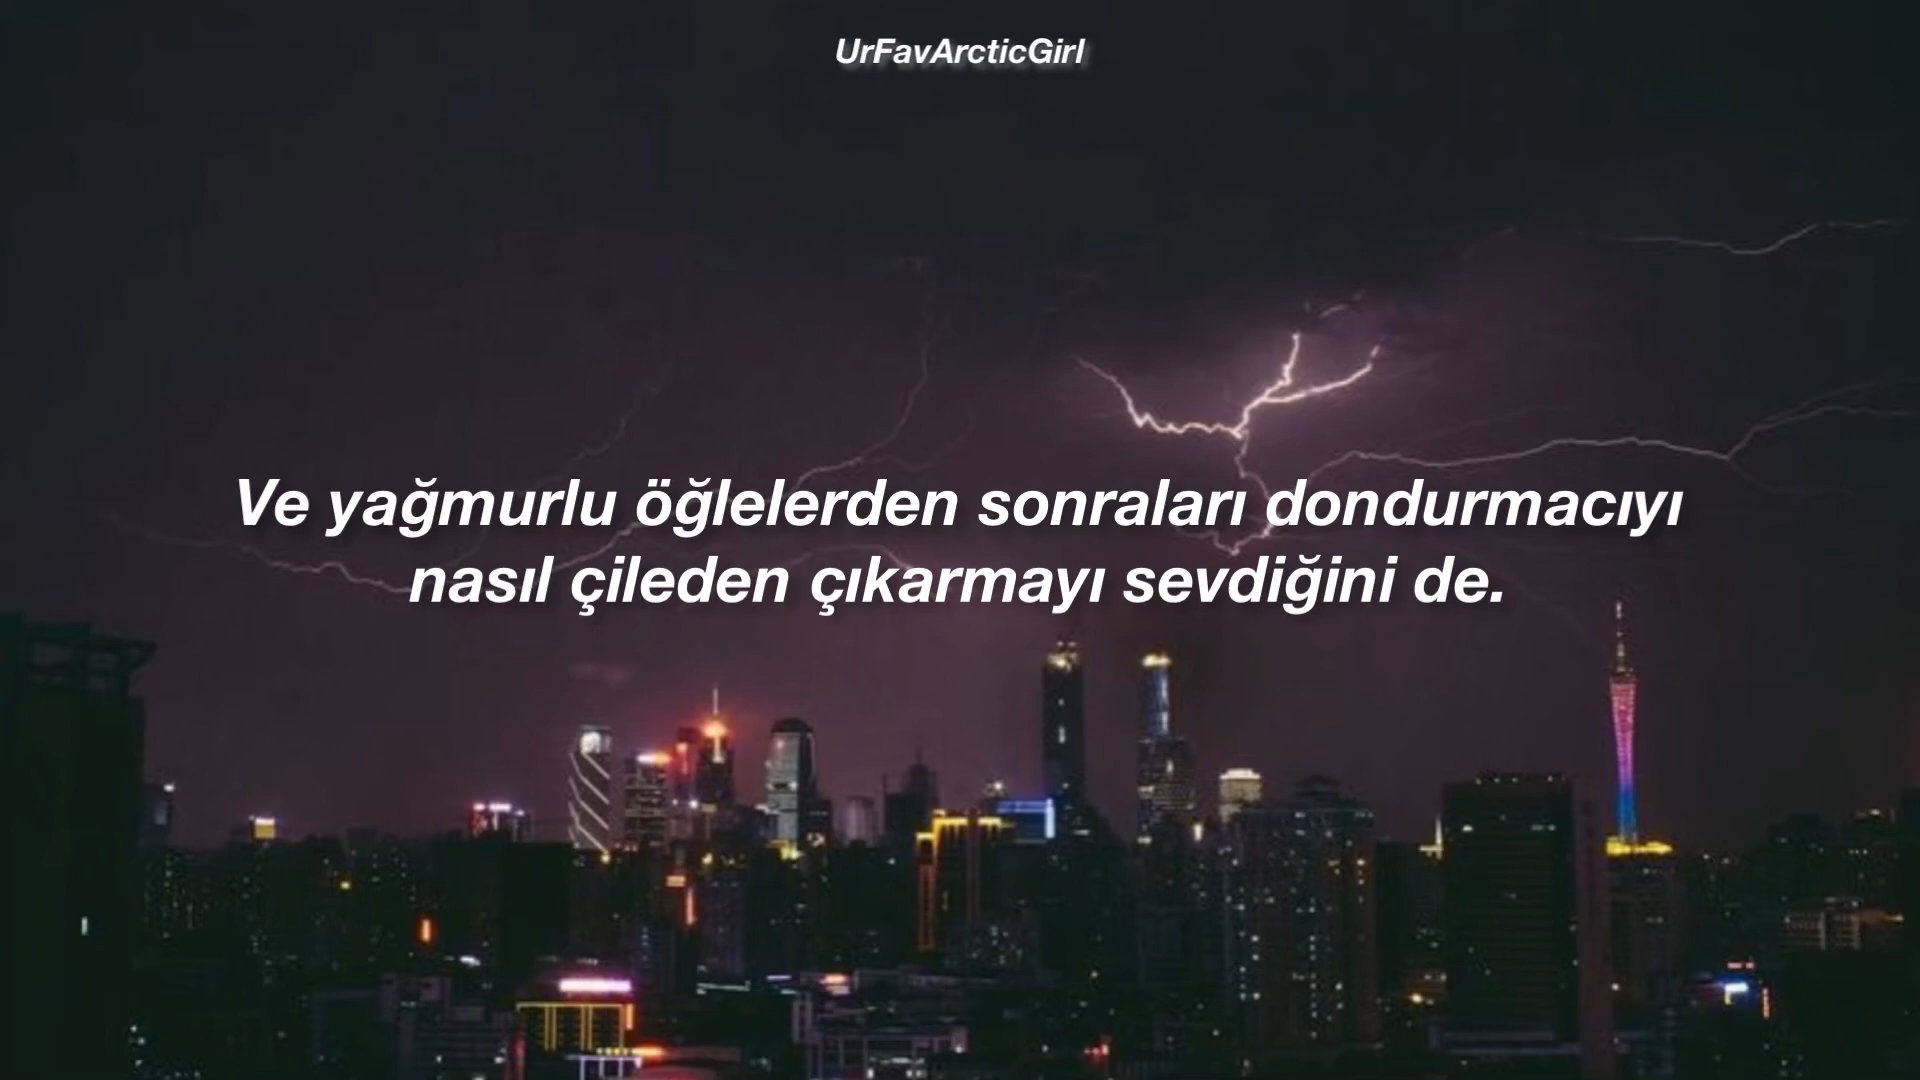 UrFavArcticGirl
Ve yağmurlu öğlelerden sonraları dondurmacıyı
nasıl çileden çıkarmayı sevdiğini de.